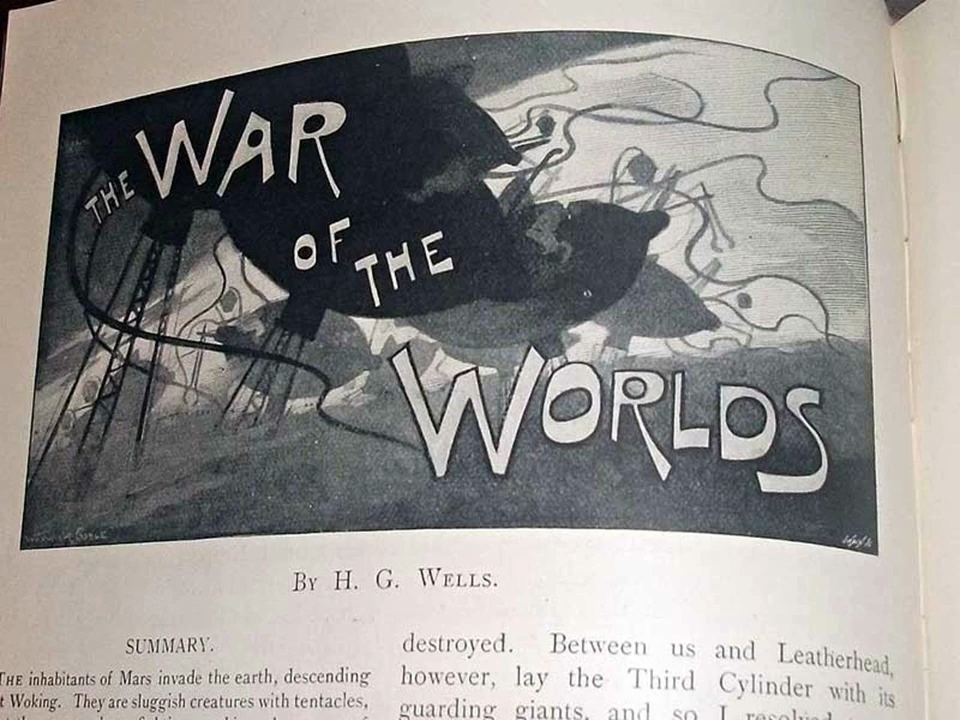 THE WAR
OF THE
WORLDS
BY H. G. WELLS.
SUMMARY.
THE inhabitants of Mars invade the earth, descending
at Woking. They are sluggish creatures with tentacles,
destroyed. Between us and Leatherhead,
however, lay the Third Cylinder with its
guarding giants, and so I resolved